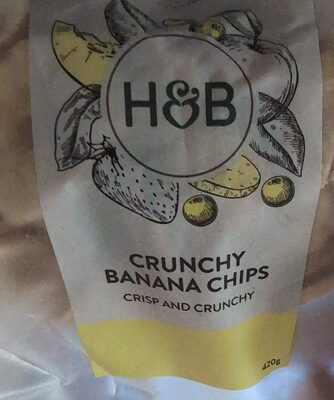 H&B
CRUNCHY
BANANA CHIPS
CRISP AND CRUNCHY
420g